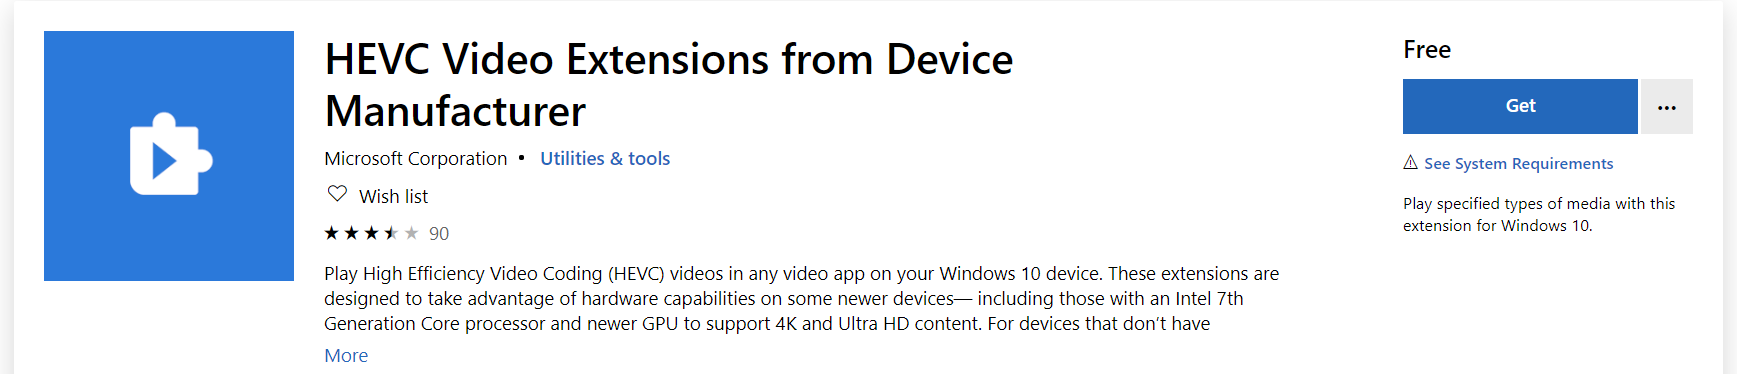 HEVC Video Extensions from Device
Manufacturer
Microsoft Corporation • Utilities & tools
Wish list
90
Play High Efficiency Video Coding (HEVC) videos in any video app on your Windows 10 device. These extensions are
designed to take advantage of hardware capabilities on some newer devices— including those with an Intel 7th
Generation Core processor and newer GPU to support 4K and Ultra HD content. For devices that don’t have
More
Free
Get
...
See System Requirements
Play specified types of media with this
extension for Windows 10.